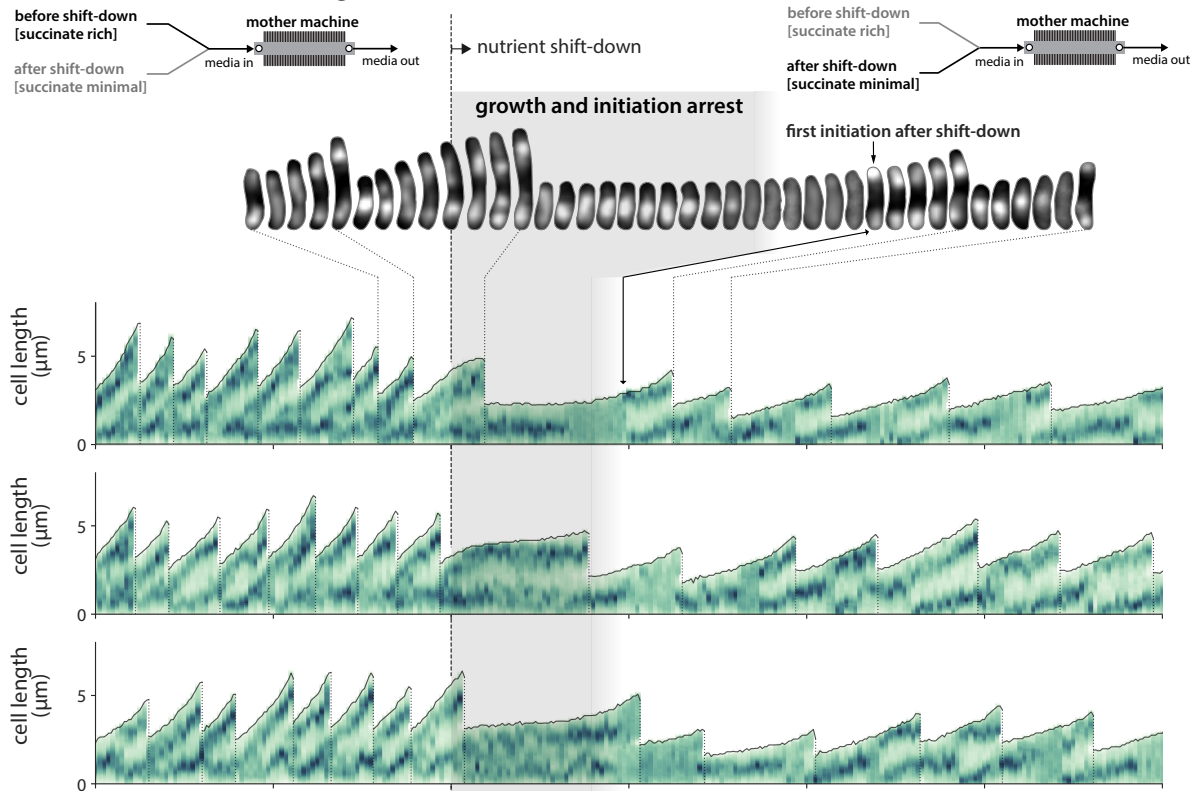 before shift-down
[succinate rich]
after shift-down
[succinate minimal]
mother machine
media in
media out
nutrient shift-down
before shift-down
[succinate rich]
after shift-down
[succinate minimal]
mother machine
media in
media out
growth and initiation arrest
first initiation after shift-down
cell length
(μm)
5
0
cell length
(μm)
5
0
cell length
(μm)
5
0